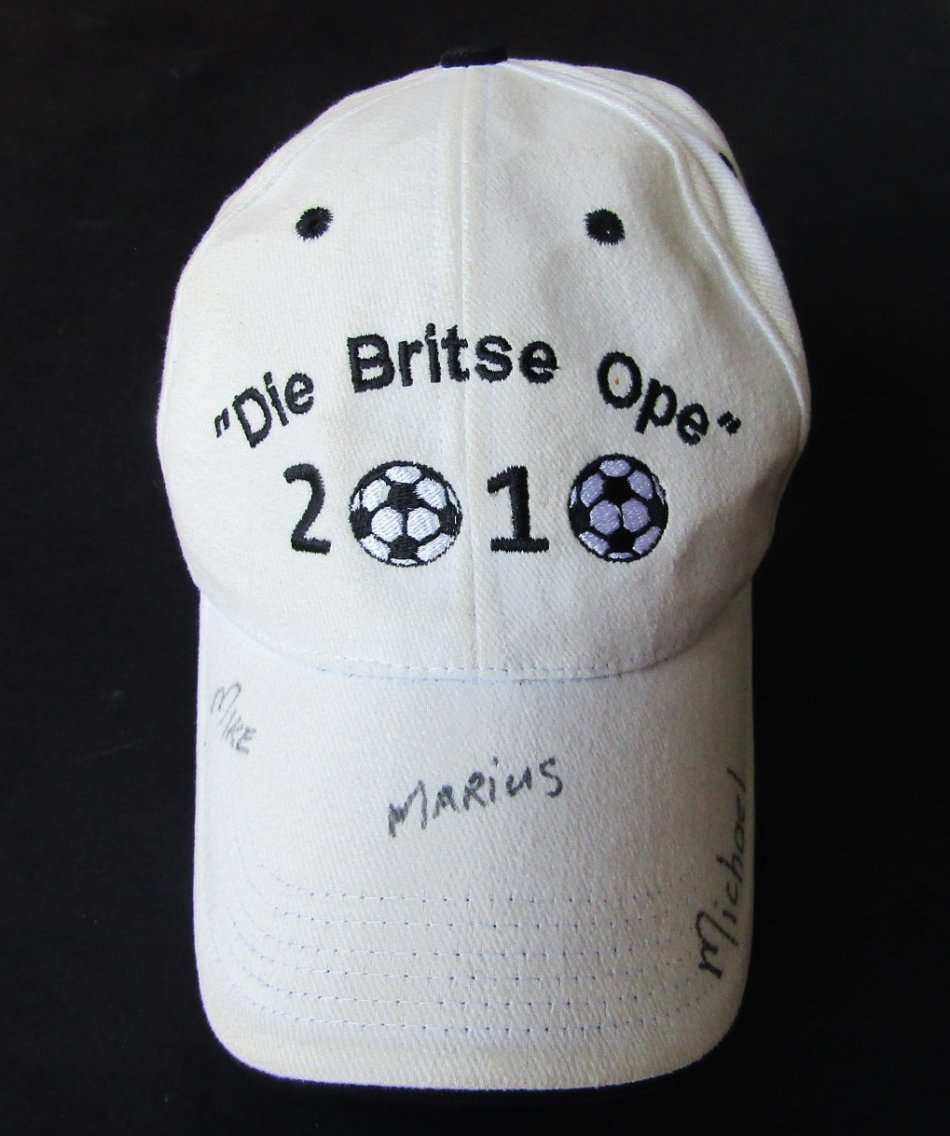 "Die Britse Ope"
2010
MIKE
MARIUS
Michael